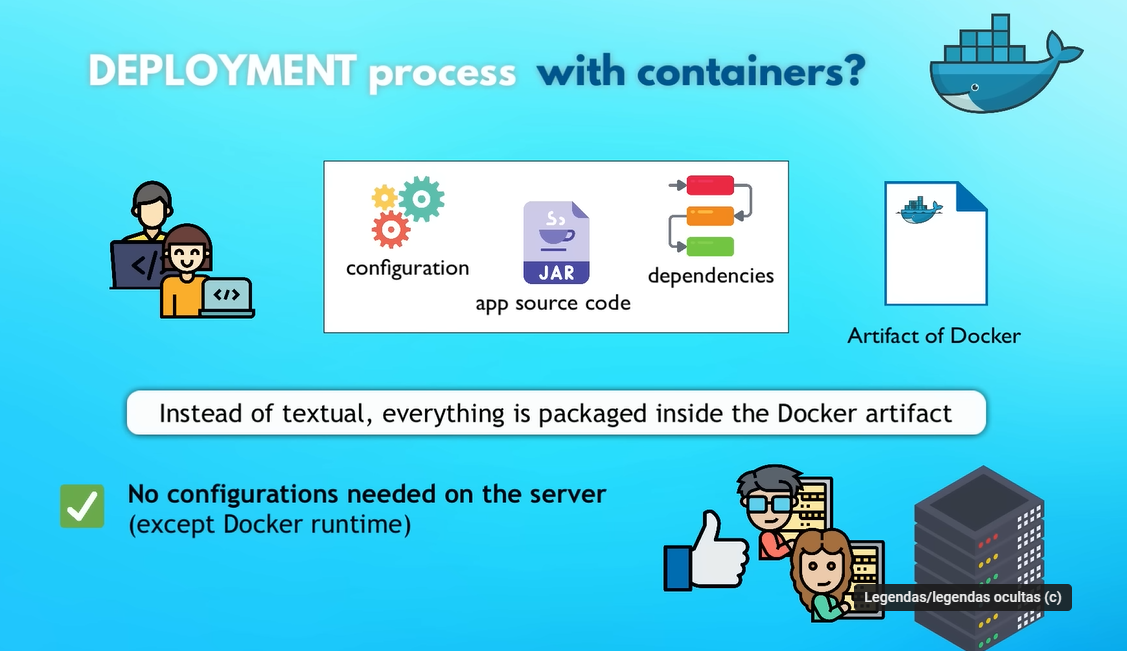 DEPLOYMENT process with containers?
configuration
app source code
dependencies
JAR
Artifact of Docker
Instead of textual, everything is packaged inside the Docker artifact
No configurations needed on the server
(except Docker runtime)
</>
</>
Legendas/legendas ocultas (c)